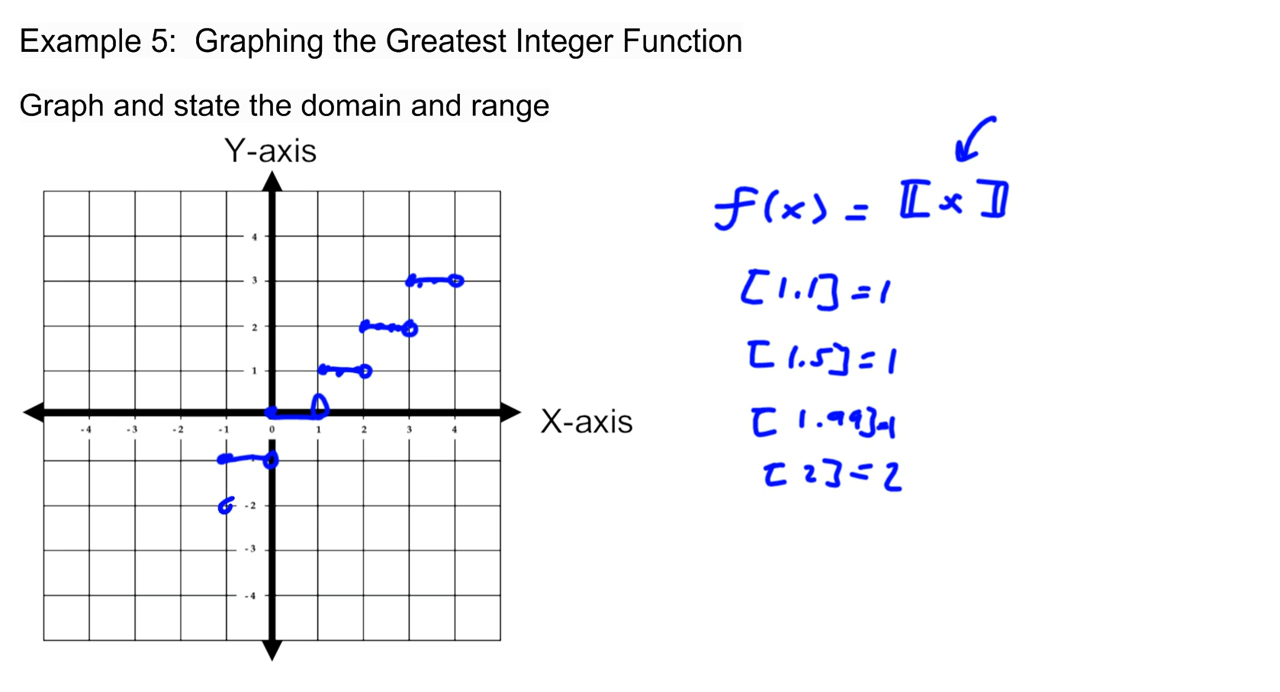 Example 5: Graphing the Greatest Integer Function
Graph and state the domain and range
Y-axis
f(x) = ⟦x⟧
[1.1] = 1
[1.5] = 1
[1.99]=1
[2] = 2
4
3
2
1
-4 -3 -2 -1 0 1 2 3 4
X-axis
-2
-3
-4